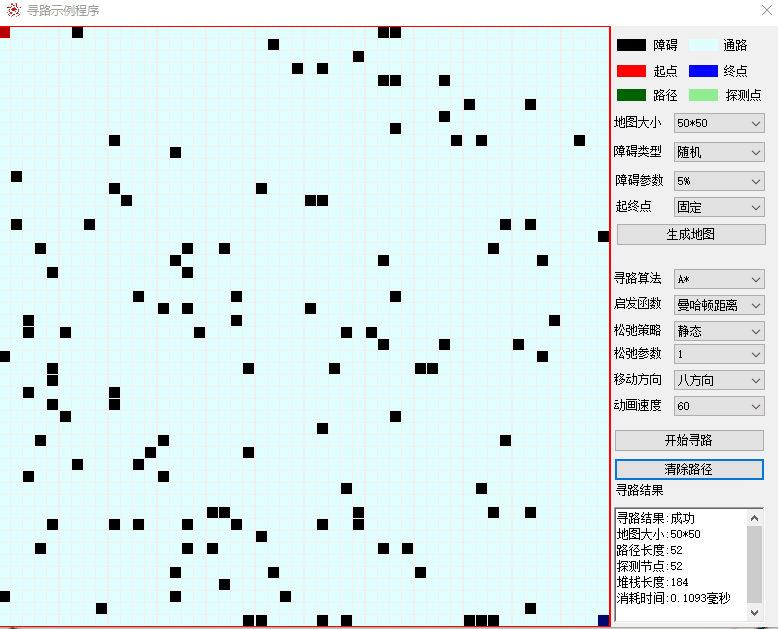 寻路示例程序
障碍 通路
起点 终点
路径 探测点
地图大小 50*50
障碍类型 随机
障碍参数 5%
起终点 固定
生成地图
寻路算法 A*
启发函数 曼哈顿距离
松弛策略 静态
松弛参数 1
移动方向 八方向
动画速度 60
开始寻路
清除路径
寻路结果
寻路结果:成功
地图大小:50*50
路径长度:52
探测节点:52
堆栈长度:184
消耗时间:0.1093毫秒